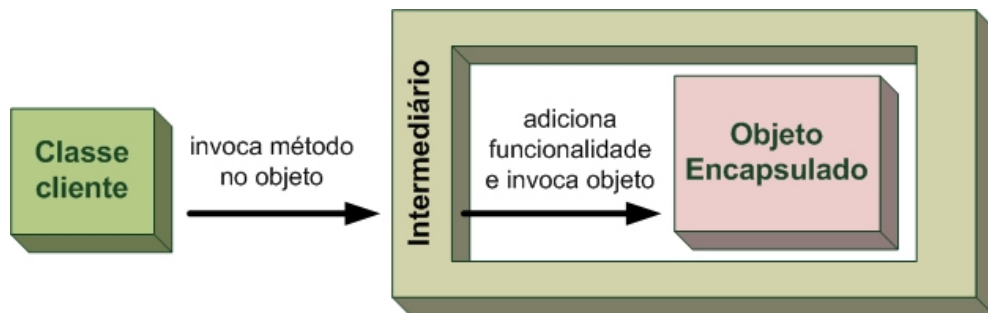 Classe
cliente
invoca método
no objeto
Intermediário
adiciona
funcionalidade
e invoca objeto
Objeto
Encapsulado